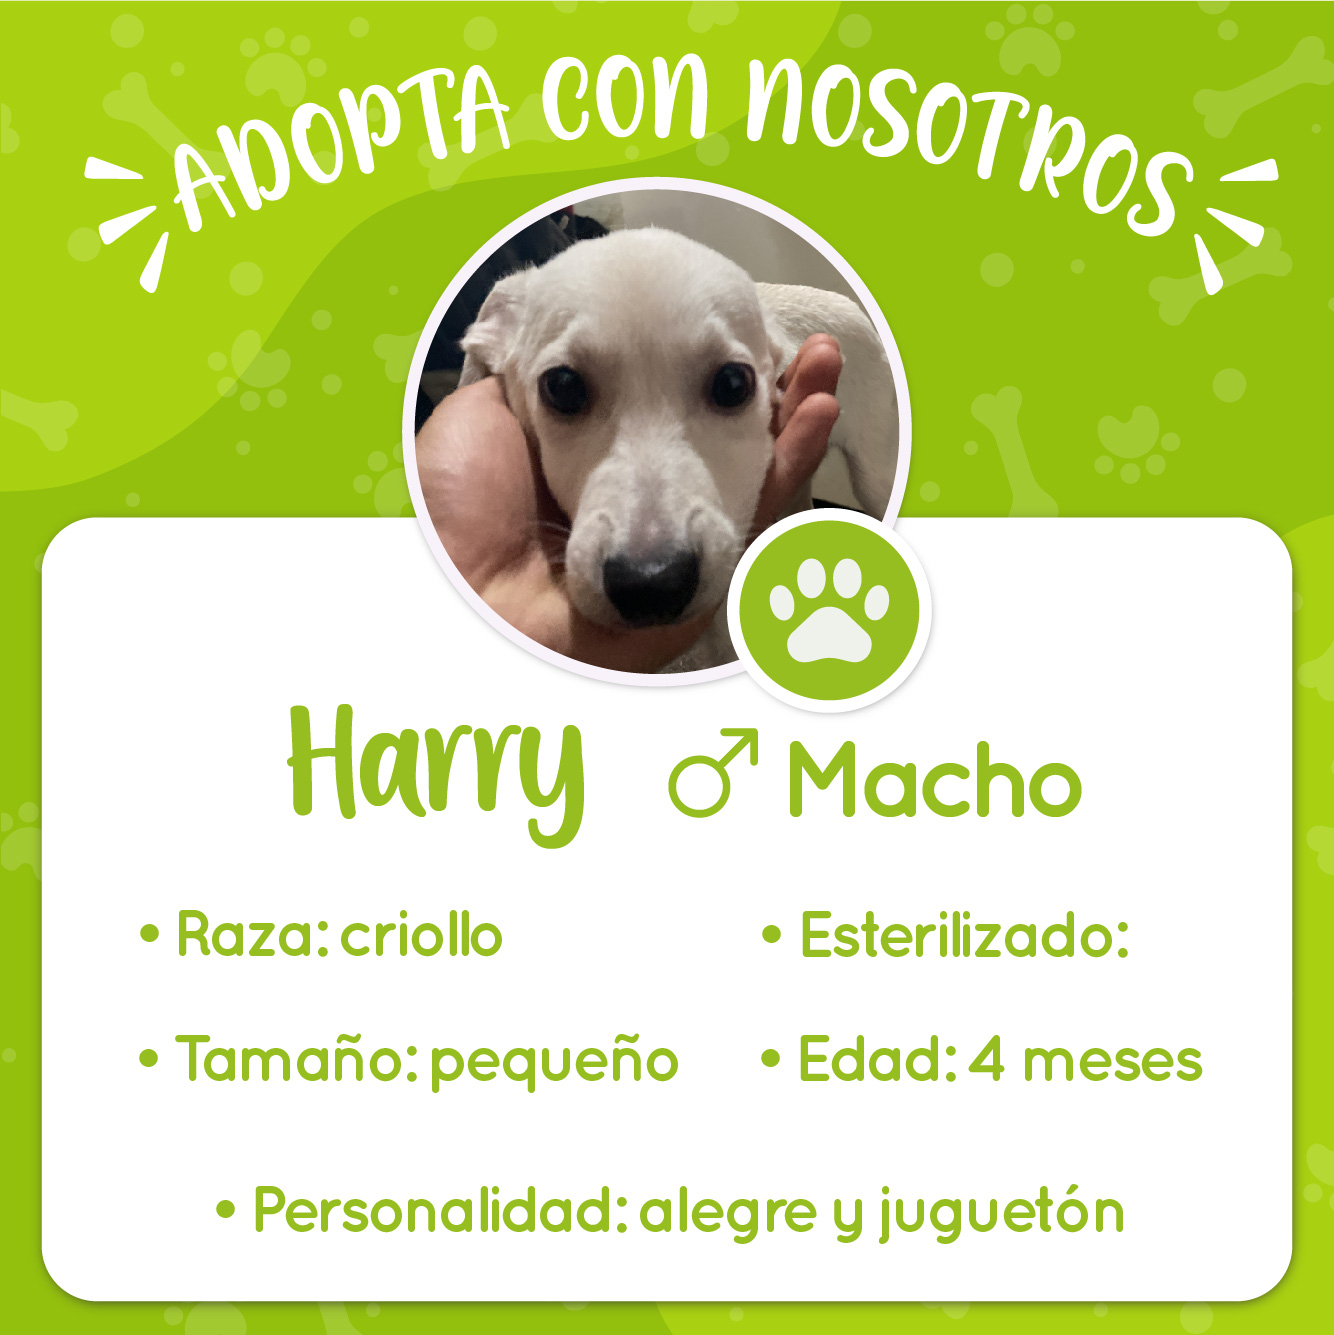 ADOPTA CON NOSOTROS
Harry ♂ Macho
• Raza: criollo
• Esterilizado:
• Tamaño: pequeño
• Edad: 4 meses
• Personalidad: alegre y juguetón